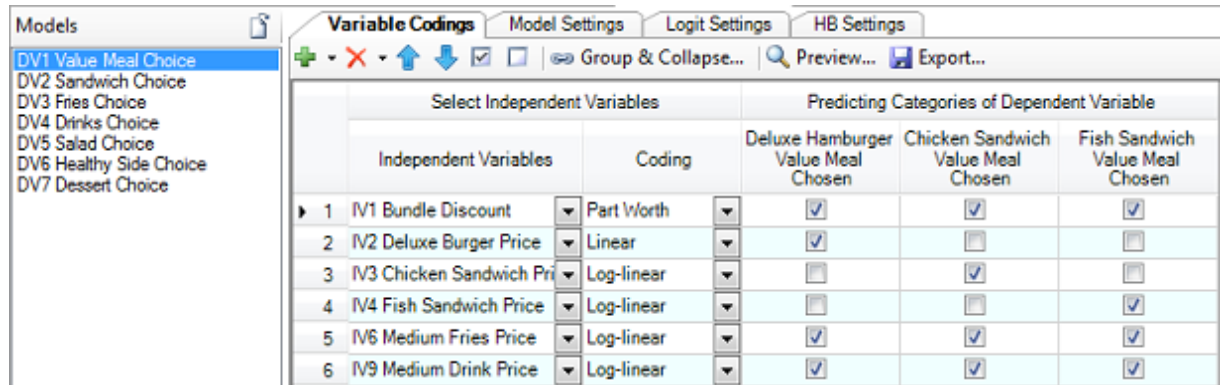 Models
DV1 Value Meal Choice
DV2 Sandwich Choice
DV3 Fries Choice
DV4 Drinks Choice
DV5 Salad Choice
DV6 Healthy Side Choice
DV7 Dessert Choice
Variable Codings Model Settings Logit Settings HB Settings
Group & Collapse... Preview... Export...
Select Independent Variables Predicting Categories of Dependent Variable
Independent Variables Coding Deluxe Hamburger Value Meal Chosen Chicken Sandwich Value Meal Chosen Fish Sandwich Value Meal Chosen
1 IV1 Bundle Discount Part Worth
2 IV2 Deluxe Burger Price Linear
3 IV3 Chicken Sandwich Pri Log-linear
4 IV4 Fish Sandwich Price Log-linear
5 IV6 Medium Fries Price Log-linear
6 IV9 Medium Drink Price Log-linear